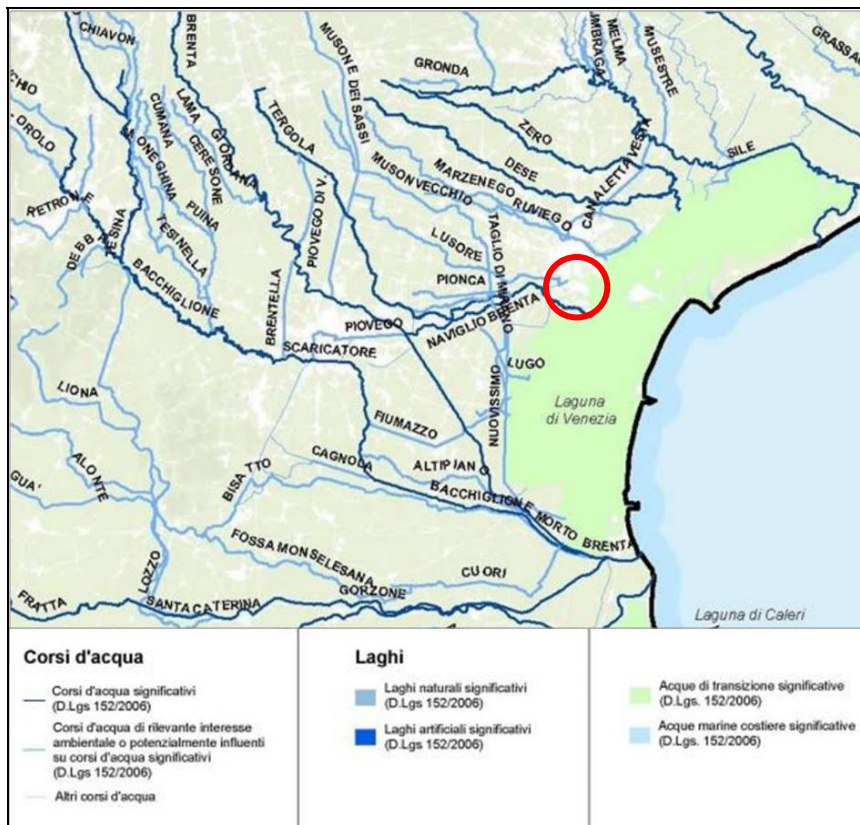 CHIAVON
BRENTA
MUSONE DEI SASSI
GRONDA
MELMA
MUSESTRE
CHIO
OROLO
CUMANA
LAMA
GIORDANA
CERESONE
TERGOLA
ZERO
DESE
CANALETTA VESTA
SILE
MARZENEGO
RUVIEGO
MUSONVECCHIO
RETRONE
PUINA
TESINELLA
PIOVEGO DI V.
LUSORE
TAGLIO DI MIRANO
PIONCA
BACCHIGLIONE
BRENTELLA
PIOVEGO
NAVIGLIO BRENTA
SCARICATORE
LUGO
NUOVISSIMO
LIONA
Laguna
di Venezia
FIUMAZZO
ALONTE
GUA'
BISATTO
CAGNOLA
ALTIPIANO
BACCHIGLIONE
MORTO
BRENTA
FOSSA MONSELESANA
CUORI
LOZZO
GORZONE
FRATTA
SANTA CATERINA
Laguna di Caleri
Corsi d'acqua
Corsi d'acqua significativi
(D.Lgs 152/2006)
Corsi d'acqua di rilevante interesse
ambientale o potenzialmente influenti
su corsi d'acqua significativi
(D.Lgs 152/2006)
Altri corsi d'acqua
Laghi
Laghi naturali significativi
(D.Lgs 152/2006)
Laghi artificiali significativi
(D.Lgs 152/2006)
Acque di transizione significative
(D.Lgs. 152/2006)
Acque marine costiere significative
(D.Lgs. 152/2006)